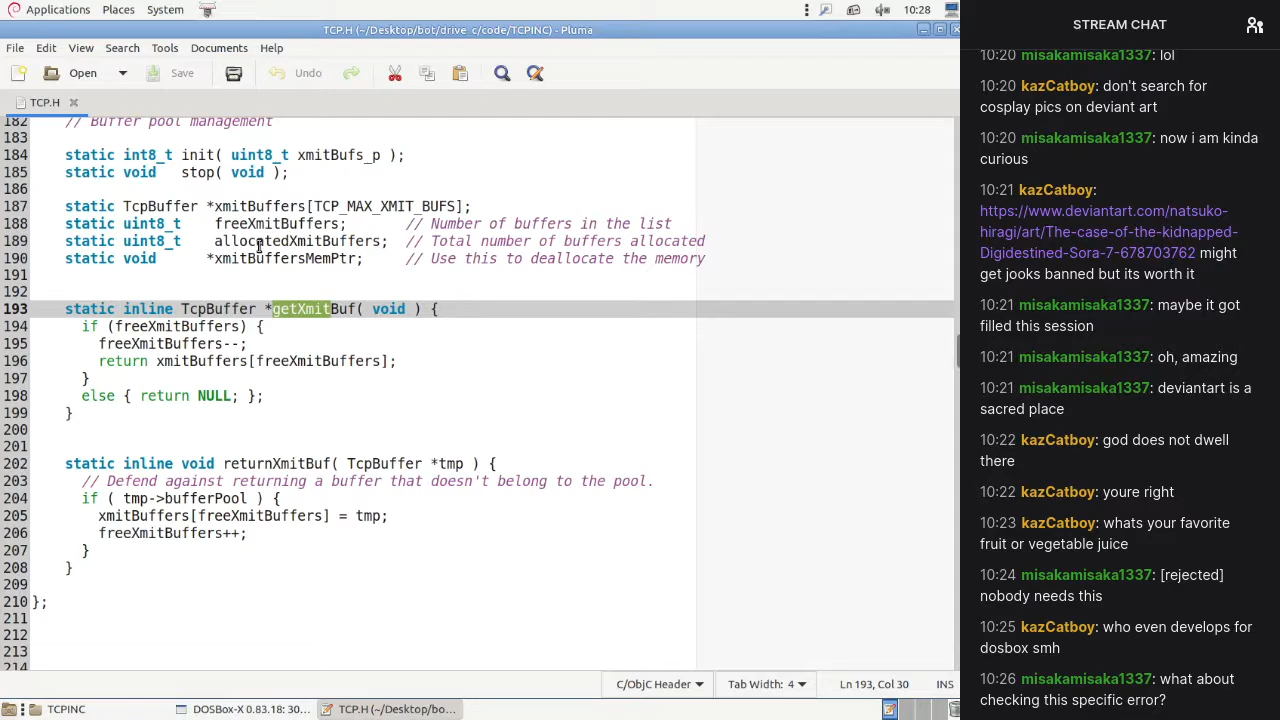 Applications Places System 10:28
TCP.H (~/Desktop/bot/drive_c/code/TCPINC) - Pluma
File Edit View Search Tools Documents Help
Open Save Undo
TCP.H
182 // Buffer pool management
183
184 static int8_t init( uint8_t xmitBufs_p );
185 static void stop( void );
186
187 static TcpBuffer *xmitBuffers[TCP_MAX_XMIT_BUFS];
188 static uint8_t freeXmitBuffers; // Number of buffers in the list
189 static uint8_t allocatedXmitBuffers; // Total number of buffers allocated
190 static void *xmitBuffersMemPtr; // Use this to deallocate the memory
191
192
193 static inline TcpBuffer *getXmitBuf( void ) {
194 if (freeXmitBuffers) {
195 freeXmitBuffers--;
196 return xmitBuffers[freeXmitBuffers];
197 }
198 else { return NULL; };
199 }
200
201
202 static inline void returnXmitBuf( TcpBuffer *tmp ) {
203 // Defend against returning a buffer that doesn't belong to the pool.
204 if ( tmp->bufferPool ) {
205 xmitBuffers[freeXmitBuffers] = tmp;
206 freeXmitBuffers++;
207 }
208 }
209
210 };
211
212
213
214
C/ObjC Header Tab Width: 4 Ln 193, Col 30 INS
TCPINC DOSBox-X 0.83.18: 30... TCP.H (~/Desktop/bo...
STREAM CHAT
10:20 misakamisaka1337: lol
10:20 kazCatboy: don't search for
cosplay pics on deviant art
10:20 misakamisaka1337: now i am kinda
curious
10:21 kazCatboy:
https://www.deviantart.com/natsuko-
hiragi/art/The-case-of-the-kidnapped-
Digidestined-Sora-7-678703762 might
get jooks banned but its worth it
10:21 misakamisaka1337: maybe it got
filled this session
10:21 misakamisaka1337: oh, amazing
10:21 misakamisaka1337: deviantart is a
sacred place
10:22 kazCatboy: god does not dwell
there
10:22 kazCatboy: youre right
10:23 kazCatboy: whats your favorite
fruit or vegetable juice
10:24 misakamisaka1337: [rejected]
nobody needs this
10:25 kazCatboy: who even develops for
dosbox smh
10:26 misakamisaka1337: what about
checking this specific error?